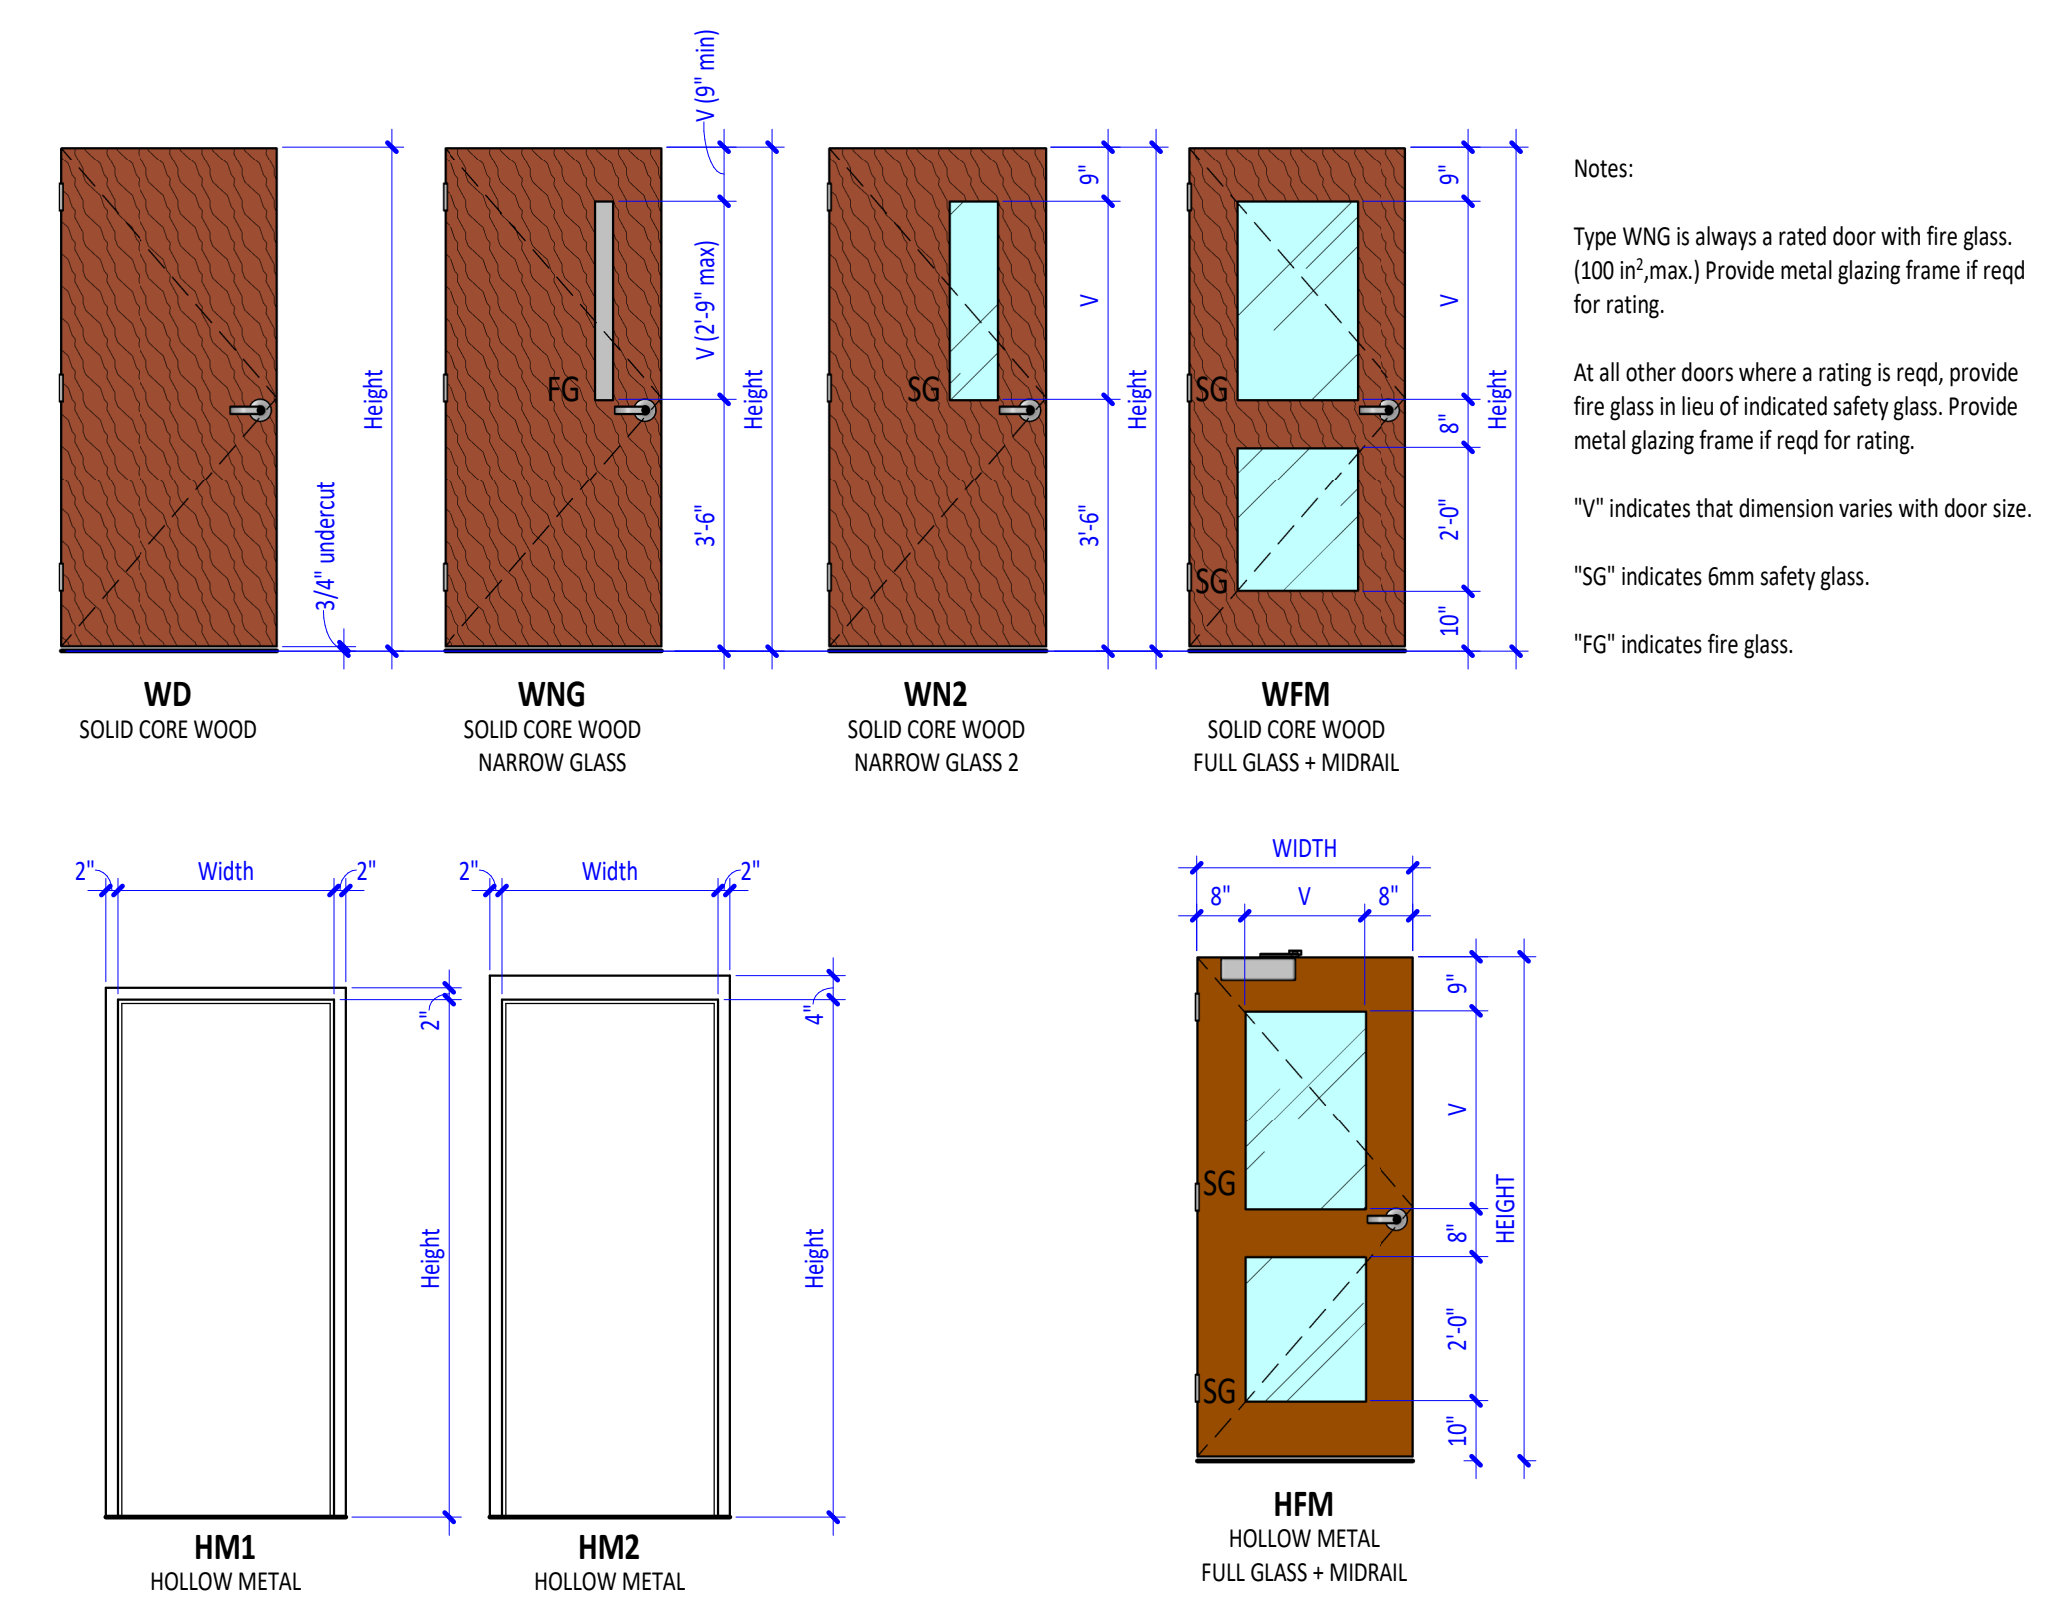 V (9" min)
9"
9"
V (2'-9" max)
V
V
Height
Height
Height
Height
FG
SG
SG
8"
3/4" undercut
3'-6"
3'-6"
2'-0"
SG
10"
WD
SOLID CORE WOOD
WNG
SOLID CORE WOOD
NARROW GLASS
WN2
SOLID CORE WOOD
NARROW GLASS 2
WFM
SOLID CORE WOOD
FULL GLASS + MIDRAIL
Notes:
Type WNG is always a rated door with fire glass.
(100 in²,max.) Provide metal glazing frame if reqd
for rating.
At all other doors where a rating is reqd, provide
fire glass in lieu of indicated safety glass. Provide
metal glazing frame if reqd for rating.
"V" indicates that dimension varies with door size.
"SG" indicates 6mm safety glass.
"FG" indicates fire glass.
2" Width 2"
2"
Height
HM1
HOLLOW METAL
2" Width 2"
4"
Height
HM2
HOLLOW METAL
WIDTH
8" V 8"
9"
V
SG
8"
HEIGHT
2'-0"
SG
10"
HFM
HOLLOW METAL
FULL GLASS + MIDRAIL